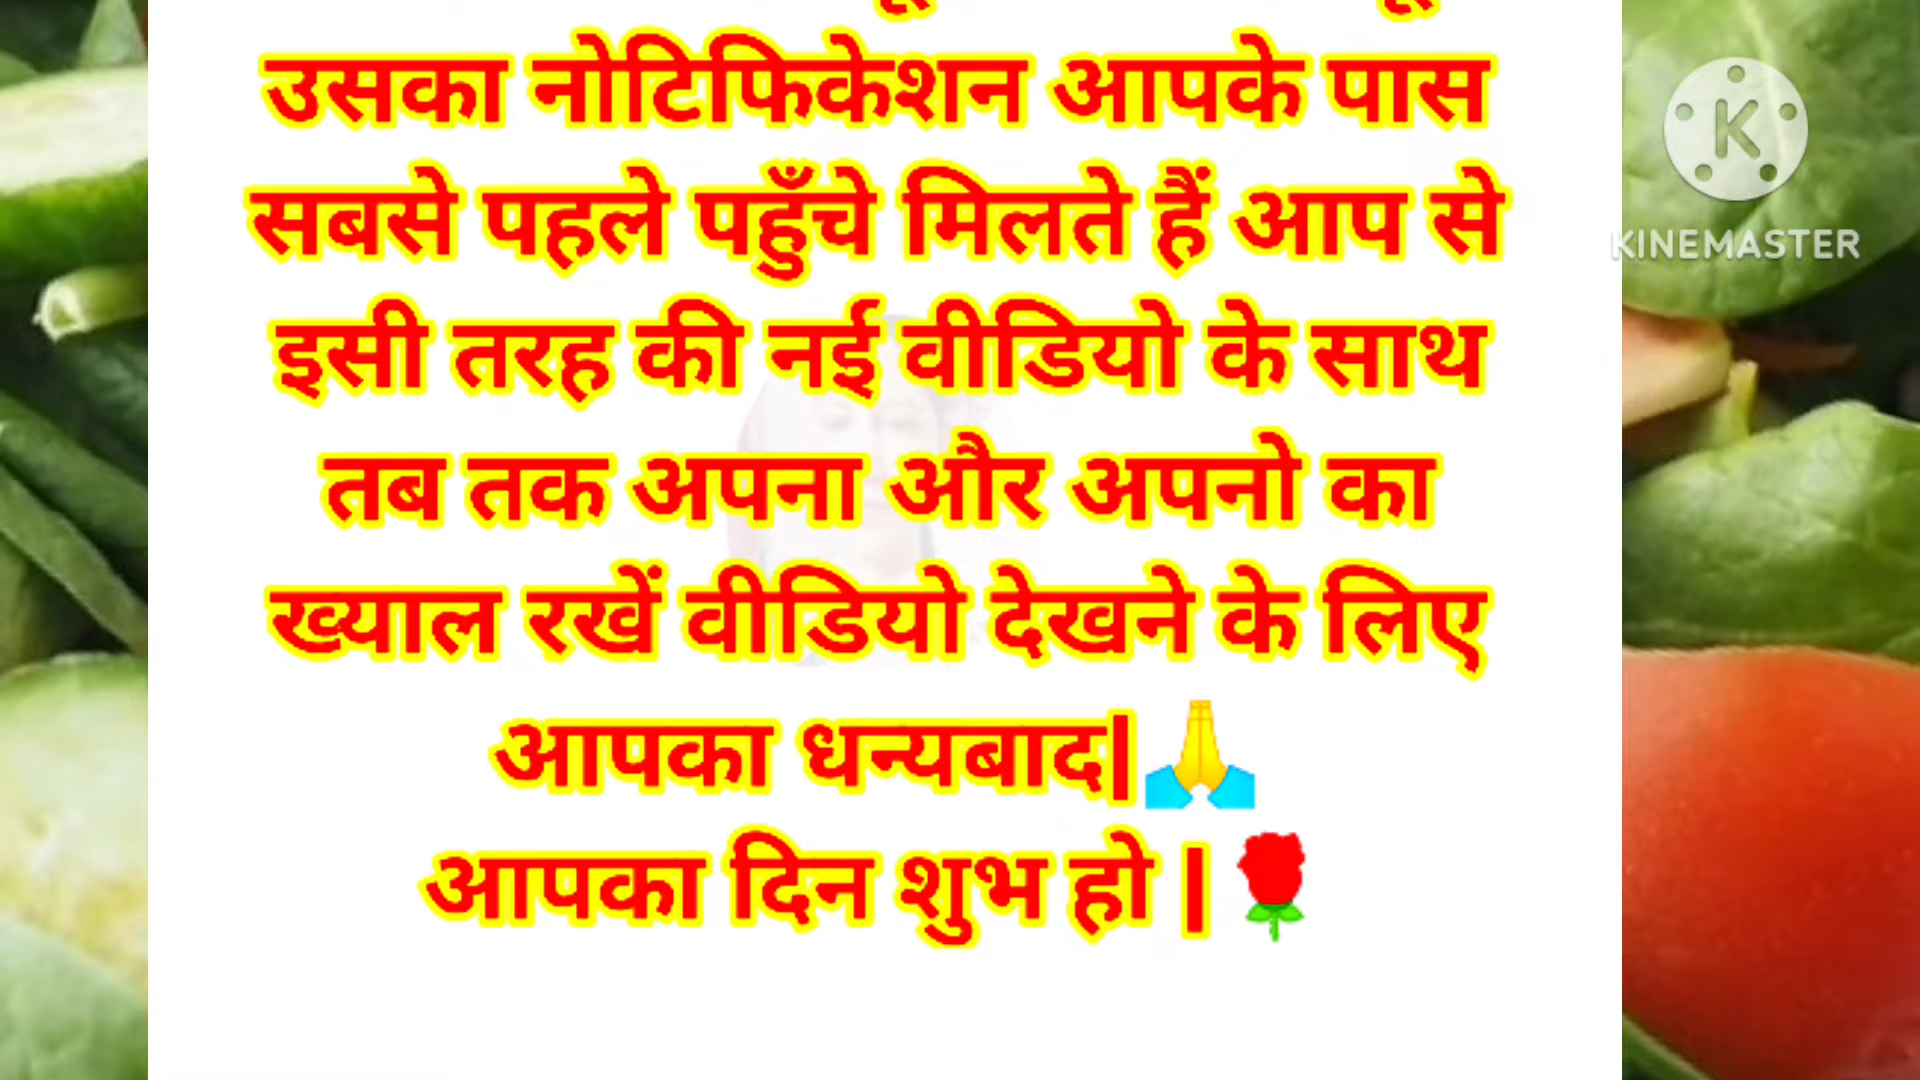 उसका नोटिफिकेशन आपके पास
सबसे पहले पहुँचे मिलते हैं आप से
इसी तरह की नई वीडियो के साथ
तब तक अपना और अपनो का
ख्याल रखें वीडियो देखने के लिए
आपका धन्यबाद|🙏
आपका दिन शुभ हो |🌹
K
KINEMASTER